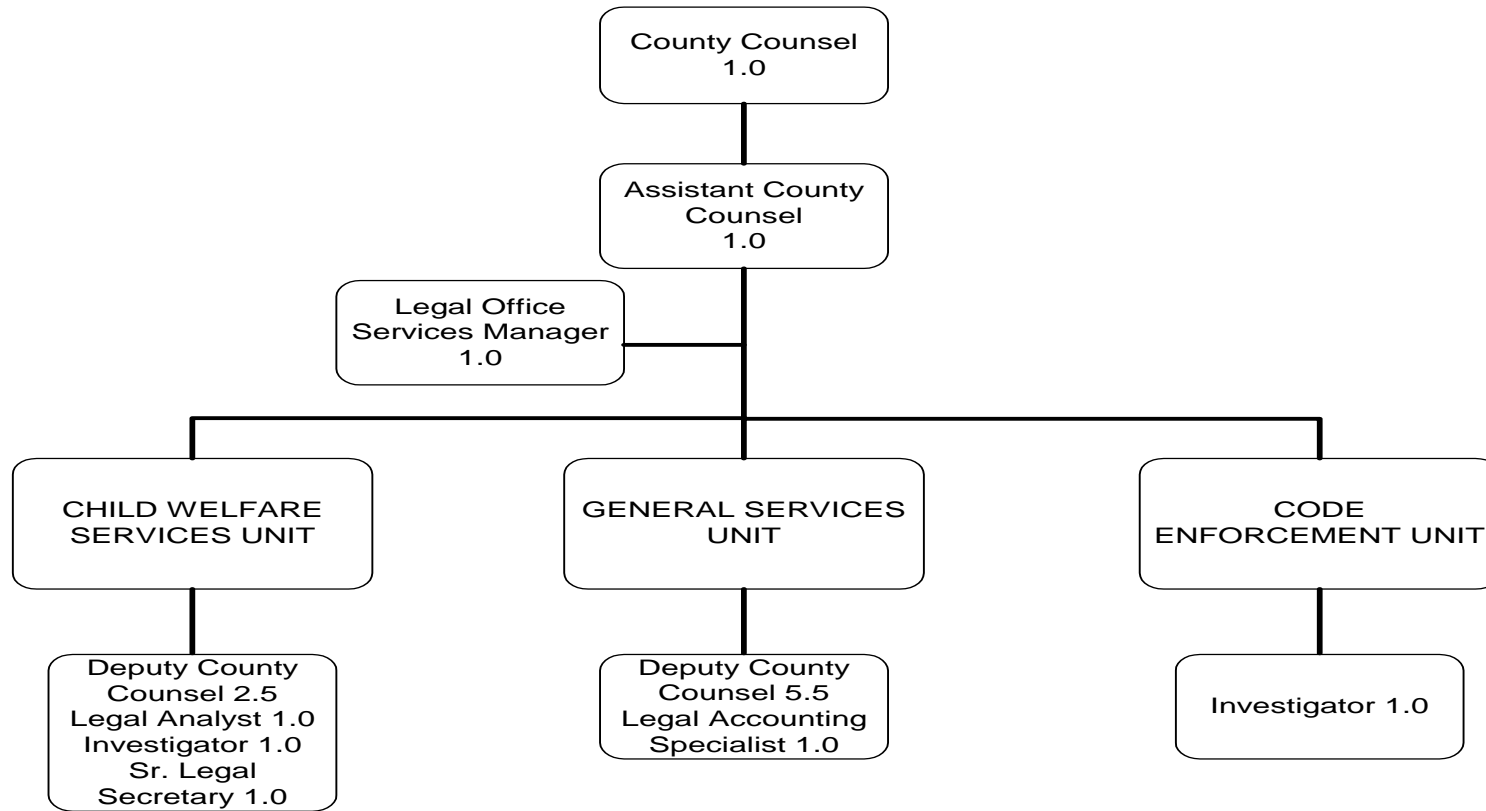 County Counsel
1.0
Assistant County
Counsel
1.0
Legal Office
Services Manager
1.0
CHILD WELFARE
SERVICES UNIT
GENERAL SERVICES
UNIT
CODE
ENFORCEMENT UNIT
Deputy County
Counsel 2.5
Legal Analyst 1.0
Investigator 1.0
Sr. Legal
Secretary 1.0
Deputy County
Counsel 5.5
Legal Accounting
Specialist 1.0
Investigator 1.0